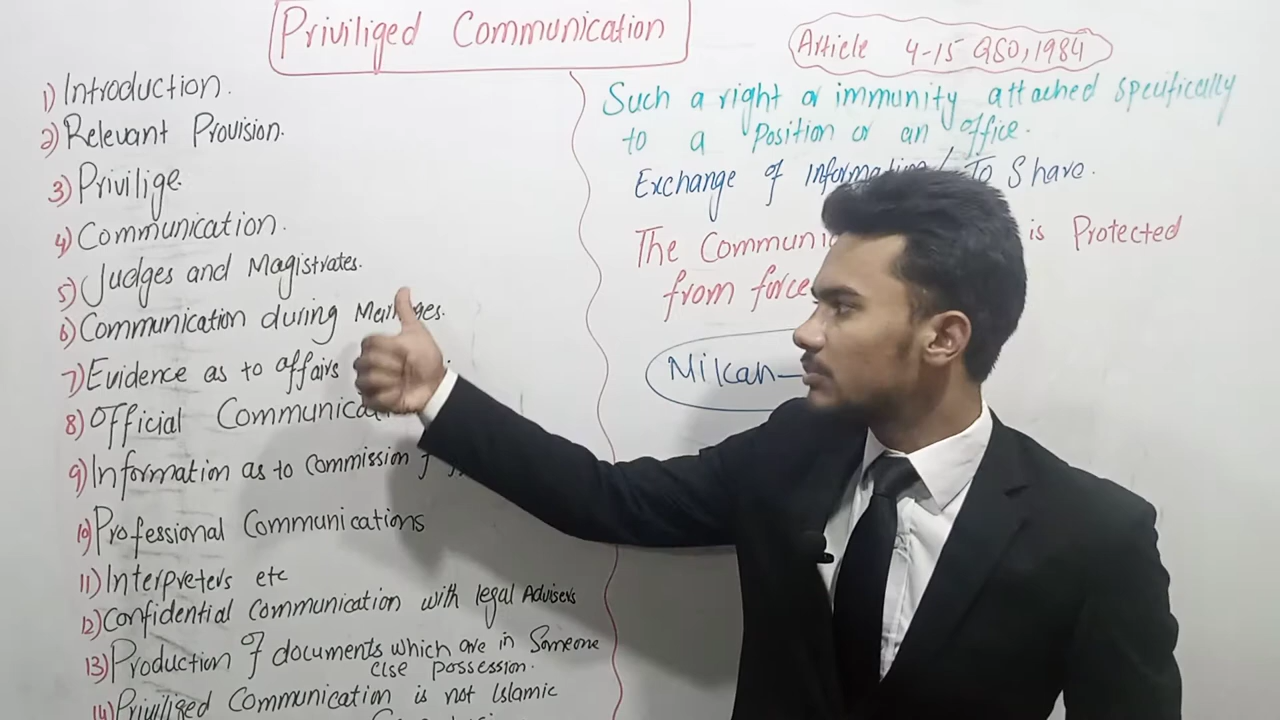 Priviliged Communication
1) Introduction.
2) Relevant Provision.
3) Privilige.
4) Communication.
5) Judges and Magistrates.
6) Communication during
7) Evidence as to affairs
8) Official
9) Information as to Commission
10) Professional Communications
11) Interpreters etc
12) Confidential Communication with legal Advisers
13) Production of documents which are in Someone
else possession.
14) Priviliged Communication is not Islamic
Article 4-15 QSO, 1984
Such a right or immunity attached specifically
to a Position or an office.
Exchange of Information/ To Share.
The is Protected
from
Mikan